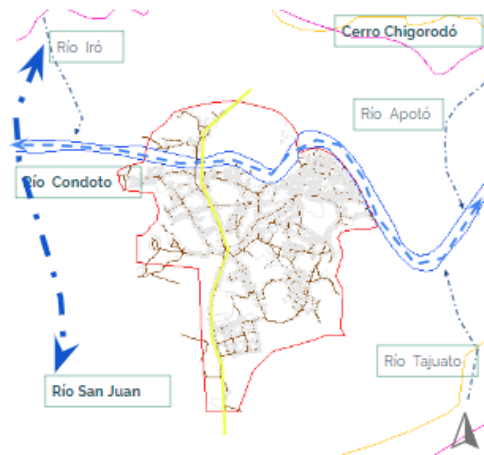 Cerro Chigorodó
Río Iró
Río Apotó
Río Condoto
Río Tajuato
Río San Juan